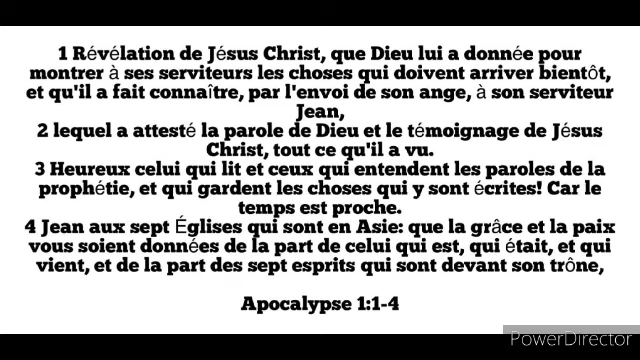 1 Révélation de Jésus Christ, que Dieu lui a donnée pour
montrer à ses serviteurs les choses qui doivent arriver bientôt,
et qu'il a fait connaître, par l'envoi de son ange, à son serviteur
Jean,
2 lequel a attesté la parole de Dieu et le témoignage de Jésus
Christ, tout ce qu'il a vu.
3 Heureux celui qui lit et ceux qui entendent les paroles de la
prophétie, et qui gardent les choses qui y sont écrites! Car le
temps est proche.
4 Jean aux sept Églises qui sont en Asie: que la grâce et la paix
vous soient données de la part de celui qui est, qui était, et qui
vient, et de la part des sept esprits qui sont devant son trône,
Apocalypse 1:1-4
PowerDirector